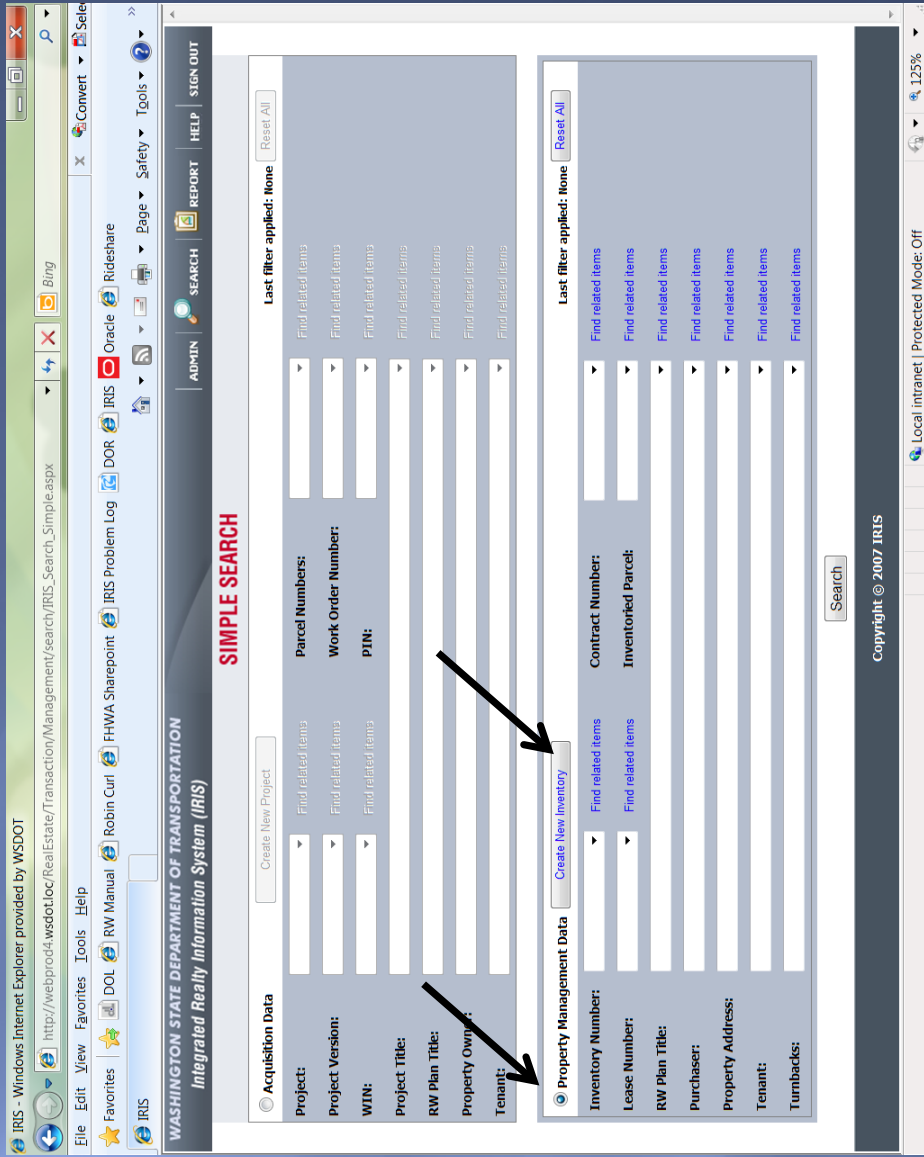 IRIS - Windows Internet Explorer provided by WSDOT
http://webprod4.wsdot.loc/RealEstate/Transaction/Management/search/IRIS_Search_Simple.aspx
Bing
File Edit View Favorites Tools Help
x Convert Selec
Favorites DOL RW Manual Robin Curl FHWA Sharepoint IRIS Problem Log DOR IRIS Oracle Rideshare
IRIS
Page Safety Tools
WASHINGTON STATE DEPARTMENT OF TRANSPORTATION
Integrated Realty Information System (IRIS)
ADMIN SEARCH REPORT HELP SIGN OUT
SIMPLE SEARCH
Acquisition Data Create New Project Last filter applied: None Reset All
Project: Find related items Parcel Numbers: Find related items
Project Version: Find related items Work Order Number: Find related items
WIN: Find related items PIN: Find related items
Project Title: Find related items
RW Plan Title: Find related items
Property Owner: Find related items
Tenant: Find related items
Property Management Data Create New Inventory Last filter applied: None Reset All
Inventory Number: Find related items Contract Number: Find related items
Lease Number: Find related items Inventoried Parcel: Find related items
RW Plan Title: Find related items
Purchaser: Find related items
Property Address: Find related items
Tenant: Find related items
Turnbacks: Find related items
Search
Copyright © 2007 IRIS
Local intranet | Protected Mode: Off
125%